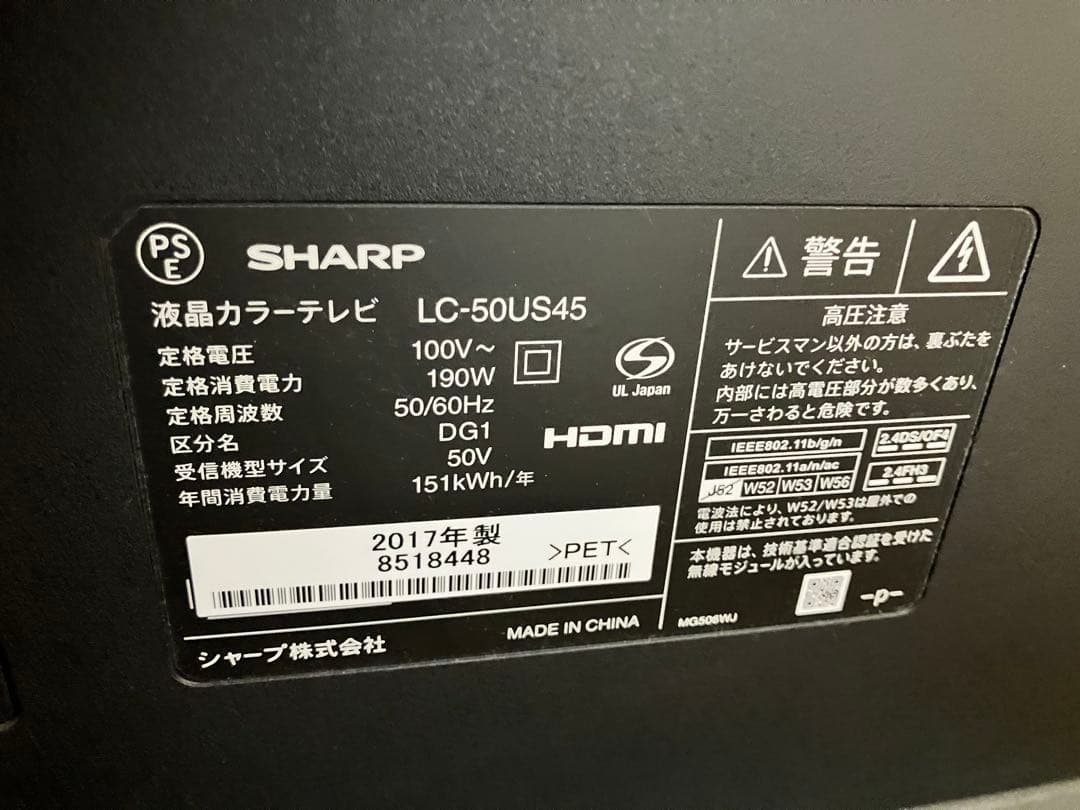 PSE
SHARP
液晶カラーテレビ LC-50US45
定格電圧 100V～
定格消費電力 190W
定格周波数 50/60Hz
区分名 DG1
受信機型サイズ 50V
年間消費電力量 151kWh/年
UL Japan
HDMI
2017年製
8518448
>PET<
シャープ株式会社
MADE IN CHINA
警告
高圧注意
サービスマン以外の方は、裏ぶたを
あけないでください。
内部には高電圧部分が数多くあり、
万一さわると危険です。
IEEE802.11b/g/n
IEEE802.11a/n/ac
J52 W52 W53 W56
2.4DS/OF4
2.4FH3
電波法により、W52/W53は屋外での
使用は禁止されております。
本機器は、技術基準適合認証を受けた
無線モジュールが入っています。
MG506WJ
-p-